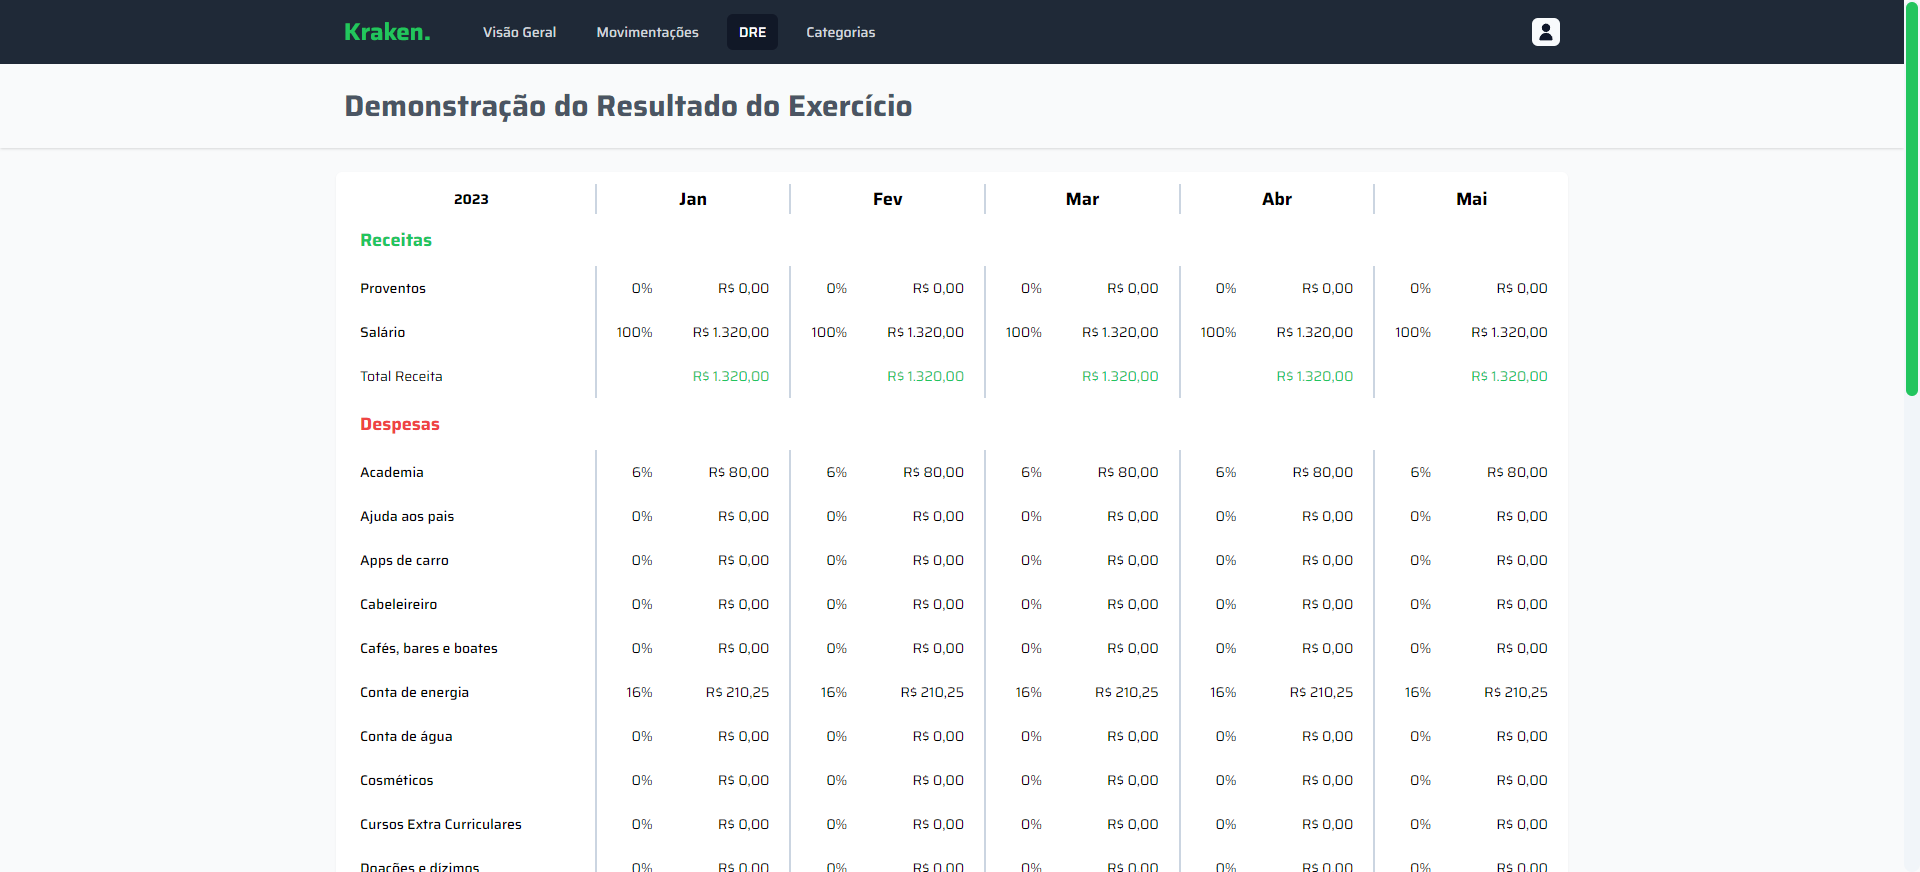 Kraken. Visão Geral Movimentações DRE Categorias
Demonstração do Resultado do Exercício
2023 Jan Fev Mar Abr Mai
Receitas
Proventos 0% R$ 0,00 0% R$ 0,00 0% R$ 0,00 0% R$ 0,00 0% R$ 0,00
Salário 100% R$ 1.320,00 100% R$ 1.320,00 100% R$ 1.320,00 100% R$ 1.320,00 100% R$ 1.320,00
Total Receita R$ 1.320,00 R$ 1.320,00 R$ 1.320,00 R$ 1.320,00 R$ 1.320,00
Despesas
Academia 6% R$ 80,00 6% R$ 80,00 6% R$ 80,00 6% R$ 80,00 6% R$ 80,00
Ajuda aos pais 0% R$ 0,00 0% R$ 0,00 0% R$ 0,00 0% R$ 0,00 0% R$ 0,00
Apps de carro 0% R$ 0,00 0% R$ 0,00 0% R$ 0,00 0% R$ 0,00 0% R$ 0,00
Cabeleireiro 0% R$ 0,00 0% R$ 0,00 0% R$ 0,00 0% R$ 0,00 0% R$ 0,00
Cafés, bares e boates 0% R$ 0,00 0% R$ 0,00 0% R$ 0,00 0% R$ 0,00 0% R$ 0,00
Conta de energia 16% R$ 210,25 16% R$ 210,25 16% R$ 210,25 16% R$ 210,25 16% R$ 210,25
Conta de água 0% R$ 0,00 0% R$ 0,00 0% R$ 0,00 0% R$ 0,00 0% R$ 0,00
Cosméticos 0% R$ 0,00 0% R$ 0,00 0% R$ 0,00 0% R$ 0,00 0% R$ 0,00
Cursos Extra Curriculares 0% R$ 0,00 0% R$ 0,00 0% R$ 0,00 0% R$ 0,00 0% R$ 0,00
Doações e dízimos 0% R$ 0,00 0% R$ 0,00 0% R$ 0,00 0% R$ 0,00 0% R$ 0,00